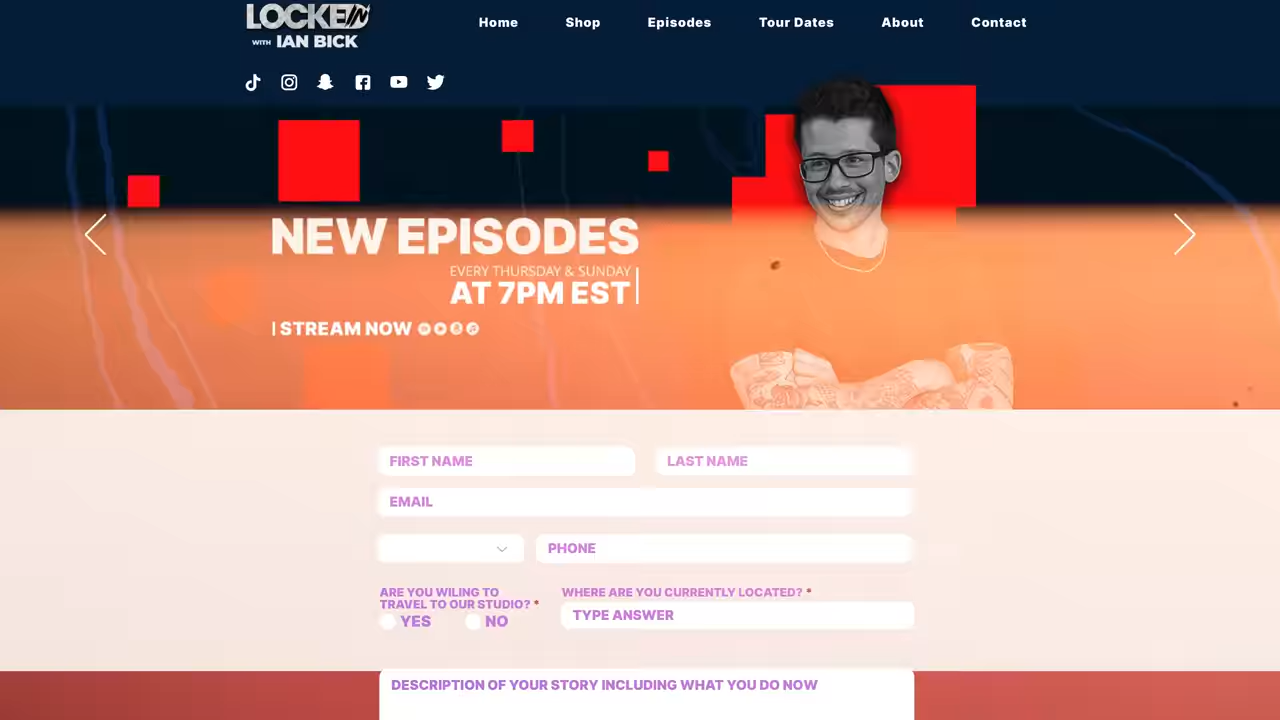 LOCKED IN
WITH IAN BICK
Home Shop Episodes Tour Dates About Contact
NEW EPISODES
EVERY THURSDAY & SUNDAY
AT 7PM EST
STREAM NOW
FIRST NAME LAST NAME
EMAIL
PHONE
ARE YOU WILING TO
TRAVEL TO OUR STUDIO? *
YES NO
WHERE ARE YOU CURRENTLY LOCATED? *
TYPE ANSWER
DESCRIPTION OF YOUR STORY INCLUDING WHAT YOU DO NOW